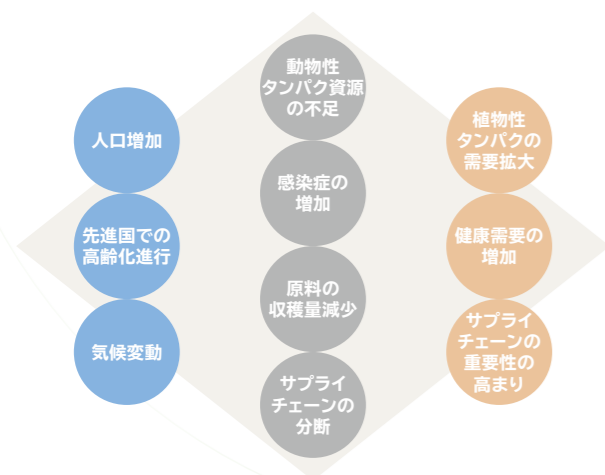 人口増加
先進国での
高齢化進行
気候変動
動物性
タンパク資源
の不足
感染症の
増加
原料の
収穫量減少
サプライ
チェーンの
分断
植物性
タンパクの
需要拡大
健康需要の
増加
サプライ
チェーンの
重要性の
高まり